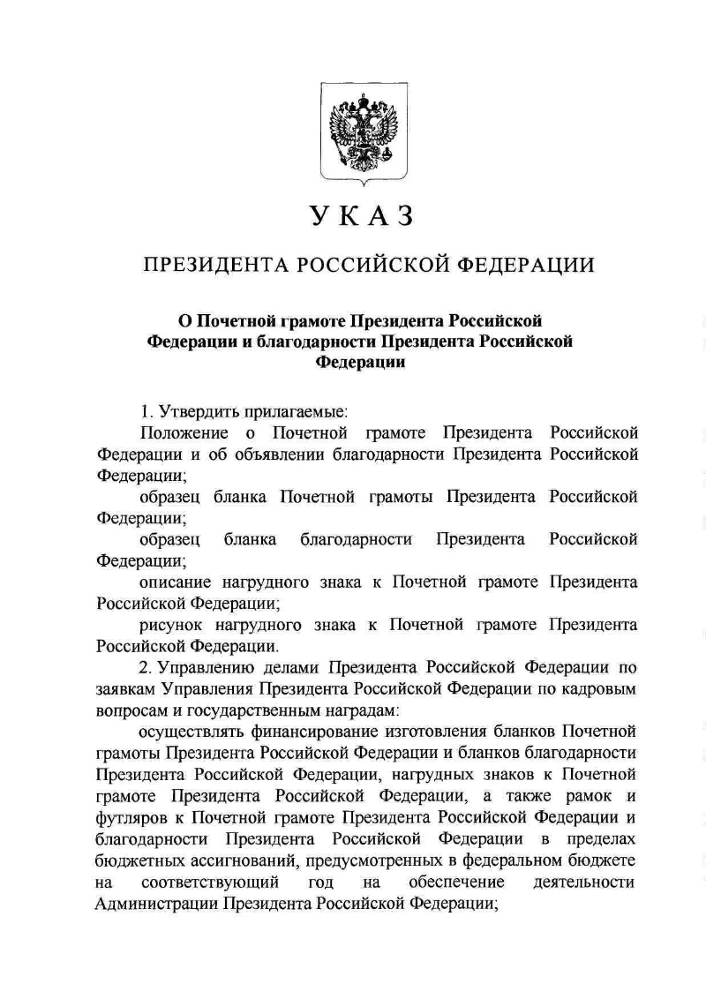 У К А З
ПРЕЗИДЕНТА РОССИЙСКОЙ ФЕДЕРАЦИИ
О Почетной грамоте Президента Российской
Федерации и благодарности Президента Российской
Федерации
1. Утвердить прилагаемые:
Положение о Почетной грамоте Президента Российской
Федерации и об объявлении благодарности Президента Российской
Федерации;
образец бланка Почетной грамоты Президента Российской
Федерации;
образец бланка благодарности Президента Российской
Федерации;
описание нагрудного знака к Почетной грамоте Президента
Российской Федерации;
рисунок нагрудного знака к Почетной грамоте Президента
Российской Федерации.
2. Управлению делами Президента Российской Федерации по
заявкам Управления Президента Российской Федерации по кадровым
вопросам и государственным наградам:
осуществлять финансирование изготовления бланков Почетной
грамоты Президента Российской Федерации и бланков благодарности
Президента Российской Федерации, нагрудных знаков к Почетной
грамоте Президента Российской Федерации, а также рамок и
футляров к Почетной грамоте Президента Российской Федерации и
благодарности Президента Российской Федерации в пределах
бюджетных ассигнований, предусмотренных в федеральном бюджете
на соответствующий год на обеспечение деятельности
Администрации Президента Российской Федерации;